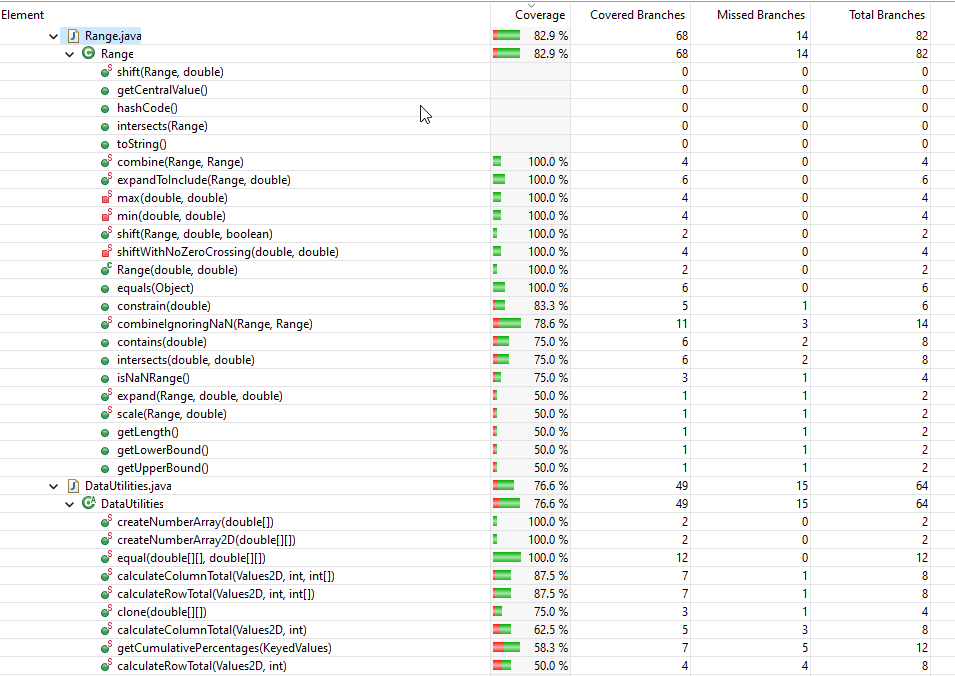 Element Coverage Covered Branches Missed Branches Total Branches
Range.java 82.9 % 68 14 82
Range 82.9 % 68 14 82
shift(Range, double) 0 0 0
getCentralValue() 0 0 0
hashCode() 0 0 0
intersects(Range) 0 0 0
toString() 0 0 0
combine(Range, Range) 100.0 % 4 0 4
expandToInclude(Range, double) 100.0 % 6 0 6
max(double, double) 100.0 % 4 0 4
min(double, double) 100.0 % 4 0 4
shift(Range, double, boolean) 100.0 % 2 0 2
shiftWithNoZeroCrossing(double, double) 100.0 % 4 0 4
Range(double, double) 100.0 % 2 0 2
equals(Object) 100.0 % 6 0 6
constrain(double) 83.3 % 5 1 6
combineIgnoringNaN(Range, Range) 78.6 % 11 3 14
contains(double) 75.0 % 6 2 8
intersects(double, double) 75.0 % 6 2 8
isNaNRange() 75.0 % 3 1 4
expand(Range, double, double) 50.0 % 1 1 2
scale(Range, double) 50.0 % 1 1 2
getLength() 50.0 % 1 1 2
getLowerBound() 50.0 % 1 1 2
getUpperBound() 50.0 % 1 1 2
DataUtilities.java 76.6 % 49 15 64
DataUtilities 76.6 % 49 15 64
createNumberArray(double[]) 100.0 % 2 0 2
createNumberArray2D(double[][]) 100.0 % 2 0 2
equal(double[][], double[][]) 100.0 % 12 0 12
calculateColumnTotal(Values2D, int, int[]) 87.5 % 7 1 8
calculateRowTotal(Values2D, int, int[]) 87.5 % 7 1 8
clone(double[][]) 75.0 % 3 1 4
calculateColumnTotal(Values2D, int) 62.5 % 5 3 8
getCumulativePercentages(KeyedValues) 58.3 % 7 5 12
calculateRowTotal(Values2D, int) 50.0 % 4 4 8